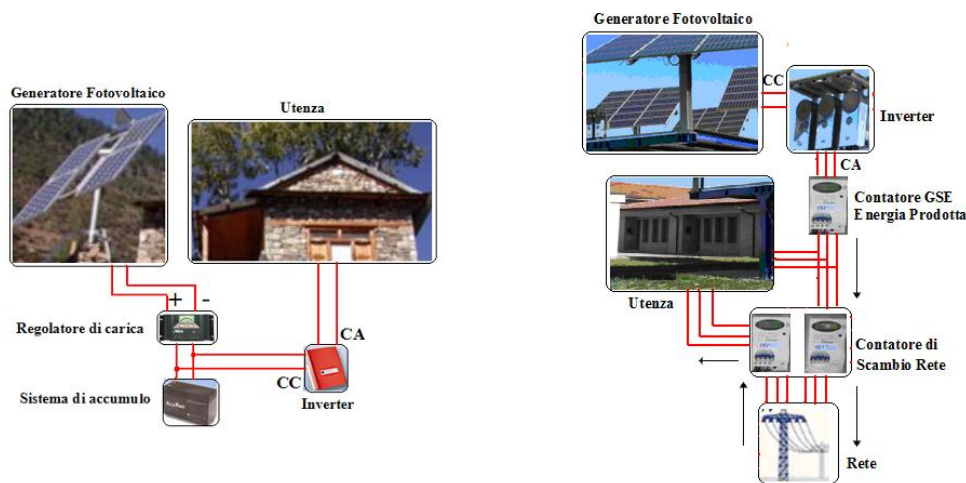 Generatore Fotovoltaico
Utenza
+ -
Regolatore di carica
CA
CC
Sistema di accumulo
Inverter
Generatore Fotovoltaico
CC
Inverter
CA
Contatore GSE
Energia Prodotta
Utenza
Contatore di
Scambio Rete
Rete